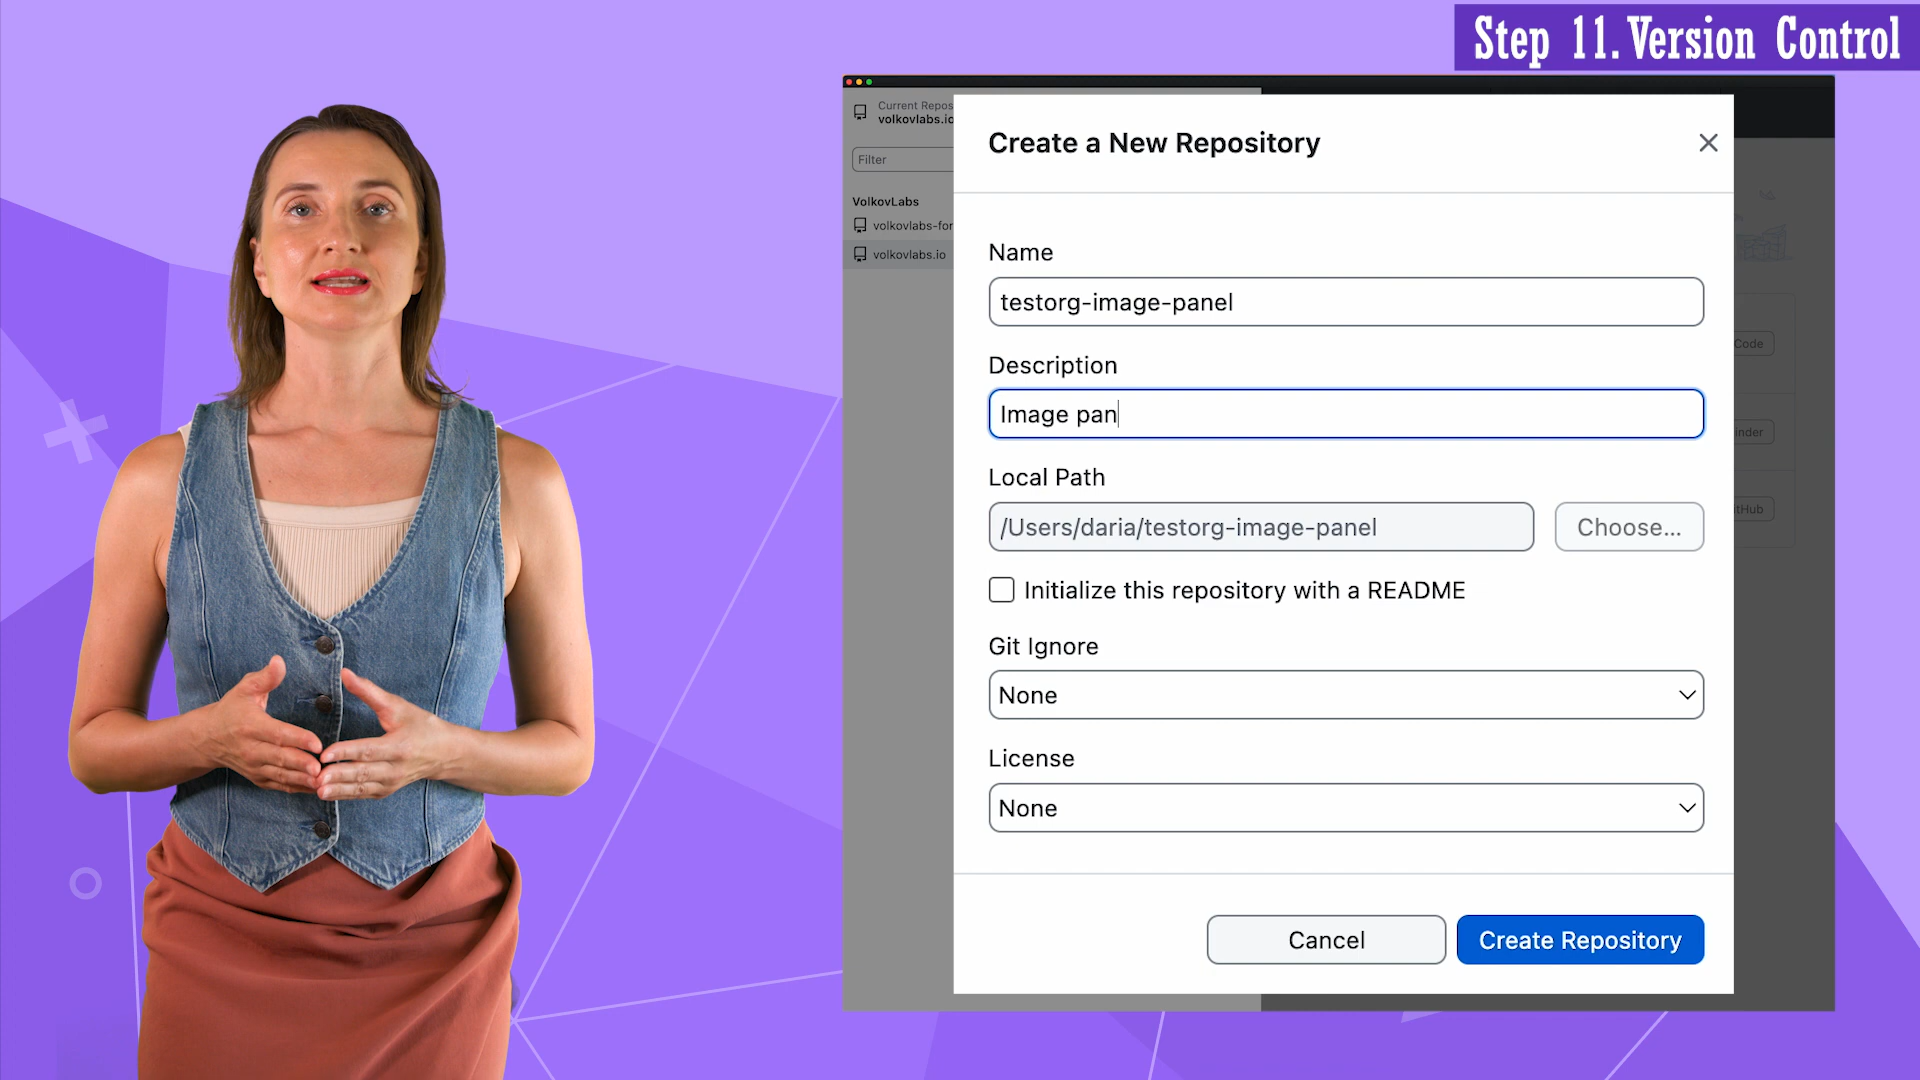 Step 11. Version Control
Current Repos
volkovlabs.io
Filter
VolkovLabs
volkovlabs-for
volkovlabs.io
Create a New Repository
Name
testorg-image-panel
Description
Image pan
Local Path
/Users/daria/testorg-image-panel
Choose...
Initialize this repository with a README
Git Ignore
None
License
None
Cancel
Create Repository
Code
inder
tHub